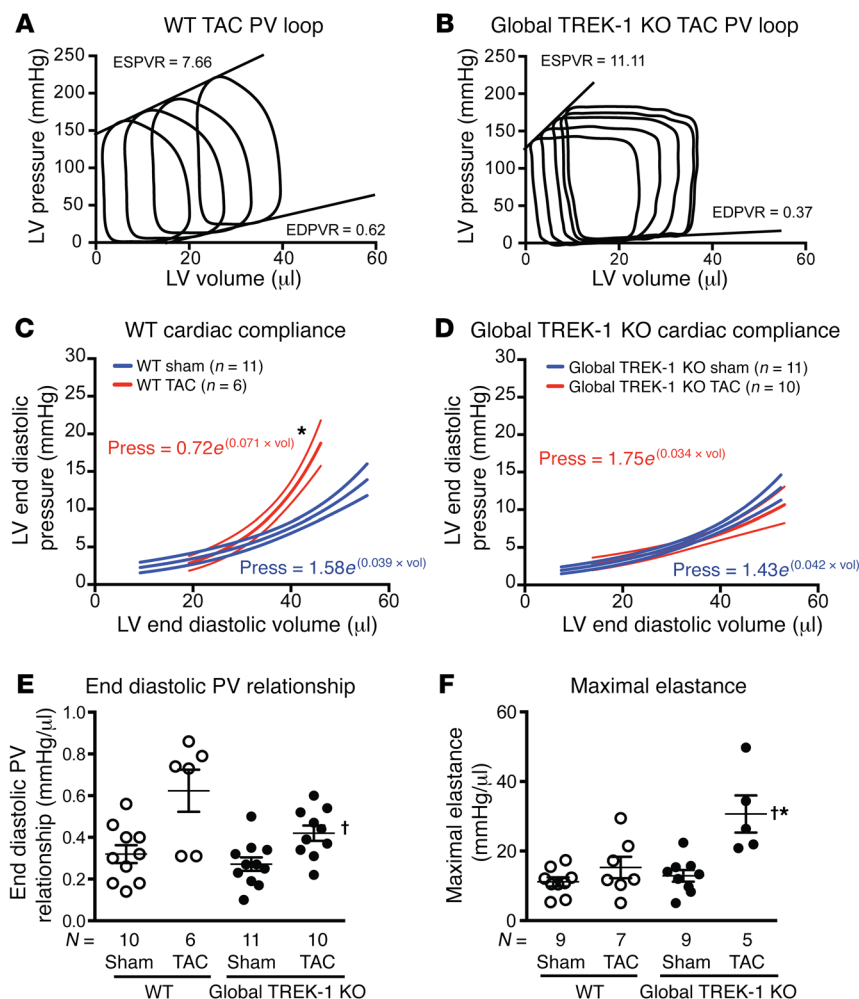 A
WT TAC PV loop
ESPVR = 7.66
LV pressure (mmHg)
250
200
150
100
50
0
EDPVR = 0.62
0
20
40
60
LV volume (μl)
B
Global TREK-1 KO TAC PV loop
ESPVR = 11.11
LV pressure (mmHg)
250
200
150
100
50
0
EDPVR = 0.37
0
20
40
60
LV volume (μl)
C
WT cardiac compliance
LV end diastolic
pressure (mmHg)
30
25
20
15
10
5
0
WT sham (n = 11)
WT TAC (n = 6)
*
Press = 0.72e(0.071 × vol)
Press = 1.58e(0.039 × vol)
0
20
40
60
LV end diastolic volume (μl)
D
Global TREK-1 KO cardiac compliance
LV end diastolic
pressure (mmHg)
30
25
20
15
10
5
0
Global TREK-1 KO sham (n = 11)
Global TREK-1 KO TAC (n = 10)
Press = 1.75e(0.034 × vol)
Press = 1.43e(0.042 × vol)
0
20
40
60
LV end diastolic volume (μl)
E
End diastolic PV relationship
End diastolic PV
relationship (mmHg/μl)
1.0
0.8
0.6
0.4
0.2
0.0
†
N = 10 6 11 10
Sham TAC Sham TAC
WT Global TREK-1 KO
F
Maximal elastance
Maximal elastance
(mmHg/μl)
60
40
20
0
†*
N = 9 7 9 5
Sham TAC Sham TAC
WT Global TREK-1 KO